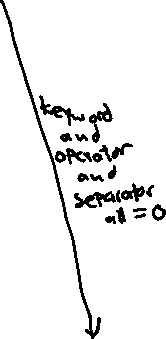 keyword
and
operator
and
separator
all = 0